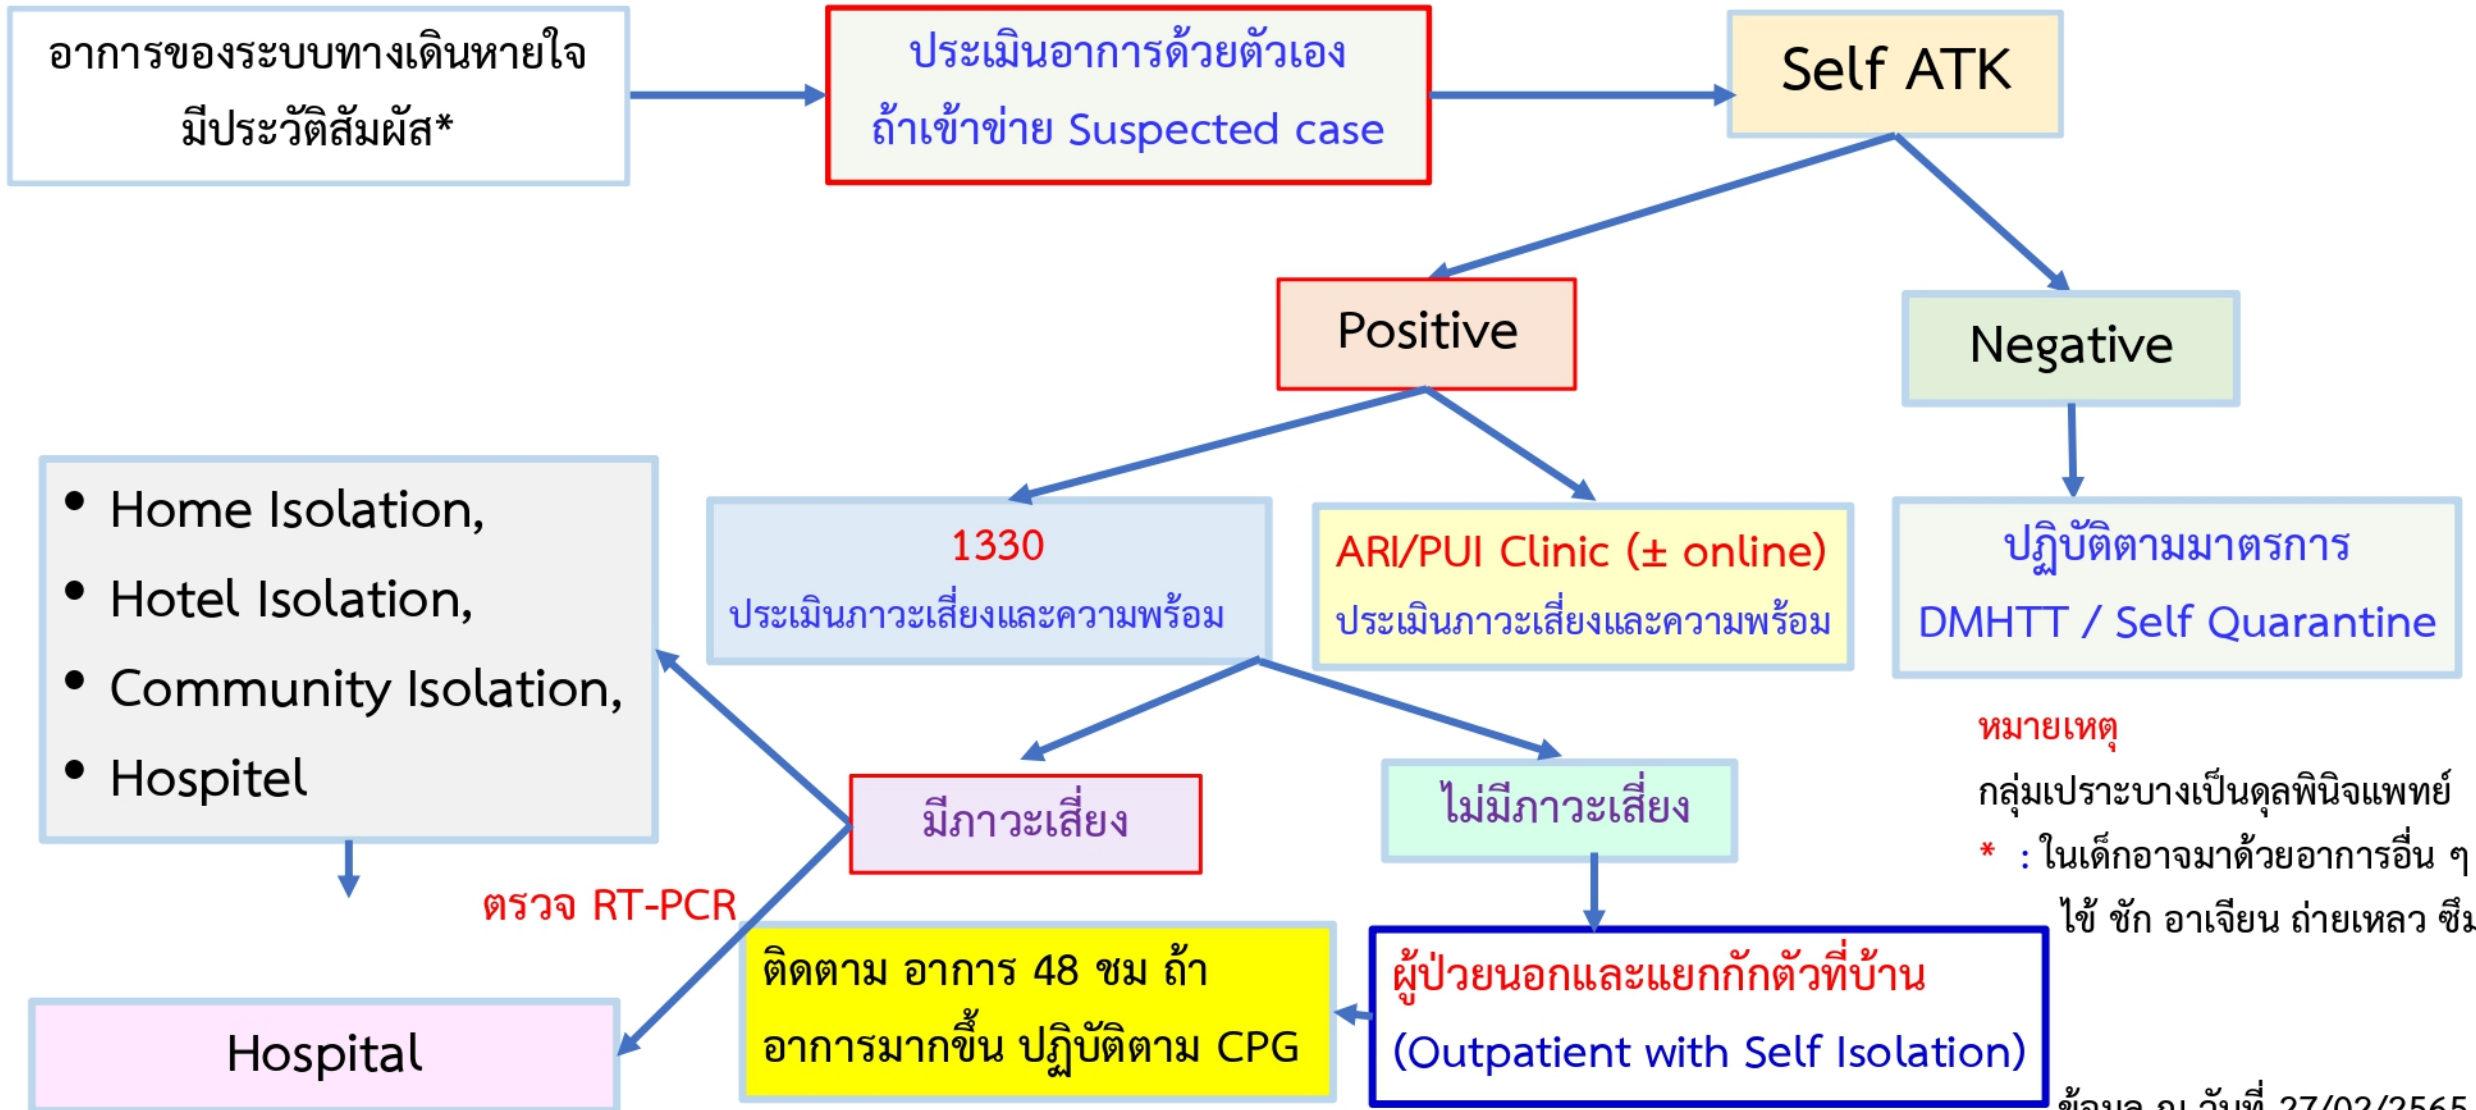 อาการของระบบทางเดินหายใจ
มีประวัติสัมผัส*
ประเมินอาการด้วยตัวเอง
ถ้าเข้าข่าย Suspected case
Self ATK
Positive
Negative
1330
ประเมินภาวะเสี่ยงและความพร้อม
ARI/PUI Clinic (± online)
ประเมินภาวะเสี่ยงและความพร้อม
ปฏิบัติตามมาตรการ
DMHTT / Self Quarantine
• Home Isolation,
• Hotel Isolation,
• Community Isolation,
• Hospitel
มีภาวะเสี่ยง
ไม่มีภาวะเสี่ยง
หมายเหตุ
กลุ่มเปราะบางเป็นดุลพินิจแพทย์
* : ในเด็กอาจมาด้วยอาการอื่น ๆ
ไข้ ชัก อาเจียน ถ่ายเหลว ซึม
ตรวจ RT-PCR
ติดตาม อาการ 48 ชม ถ้า
อาการมากขึ้น ปฏิบัติตาม CPG
ผู้ป่วยนอกและแยกกักตัวที่บ้าน
(Outpatient with Self Isolation)
Hospital
ข้อมูล ณ วันที่ 27/02/2565